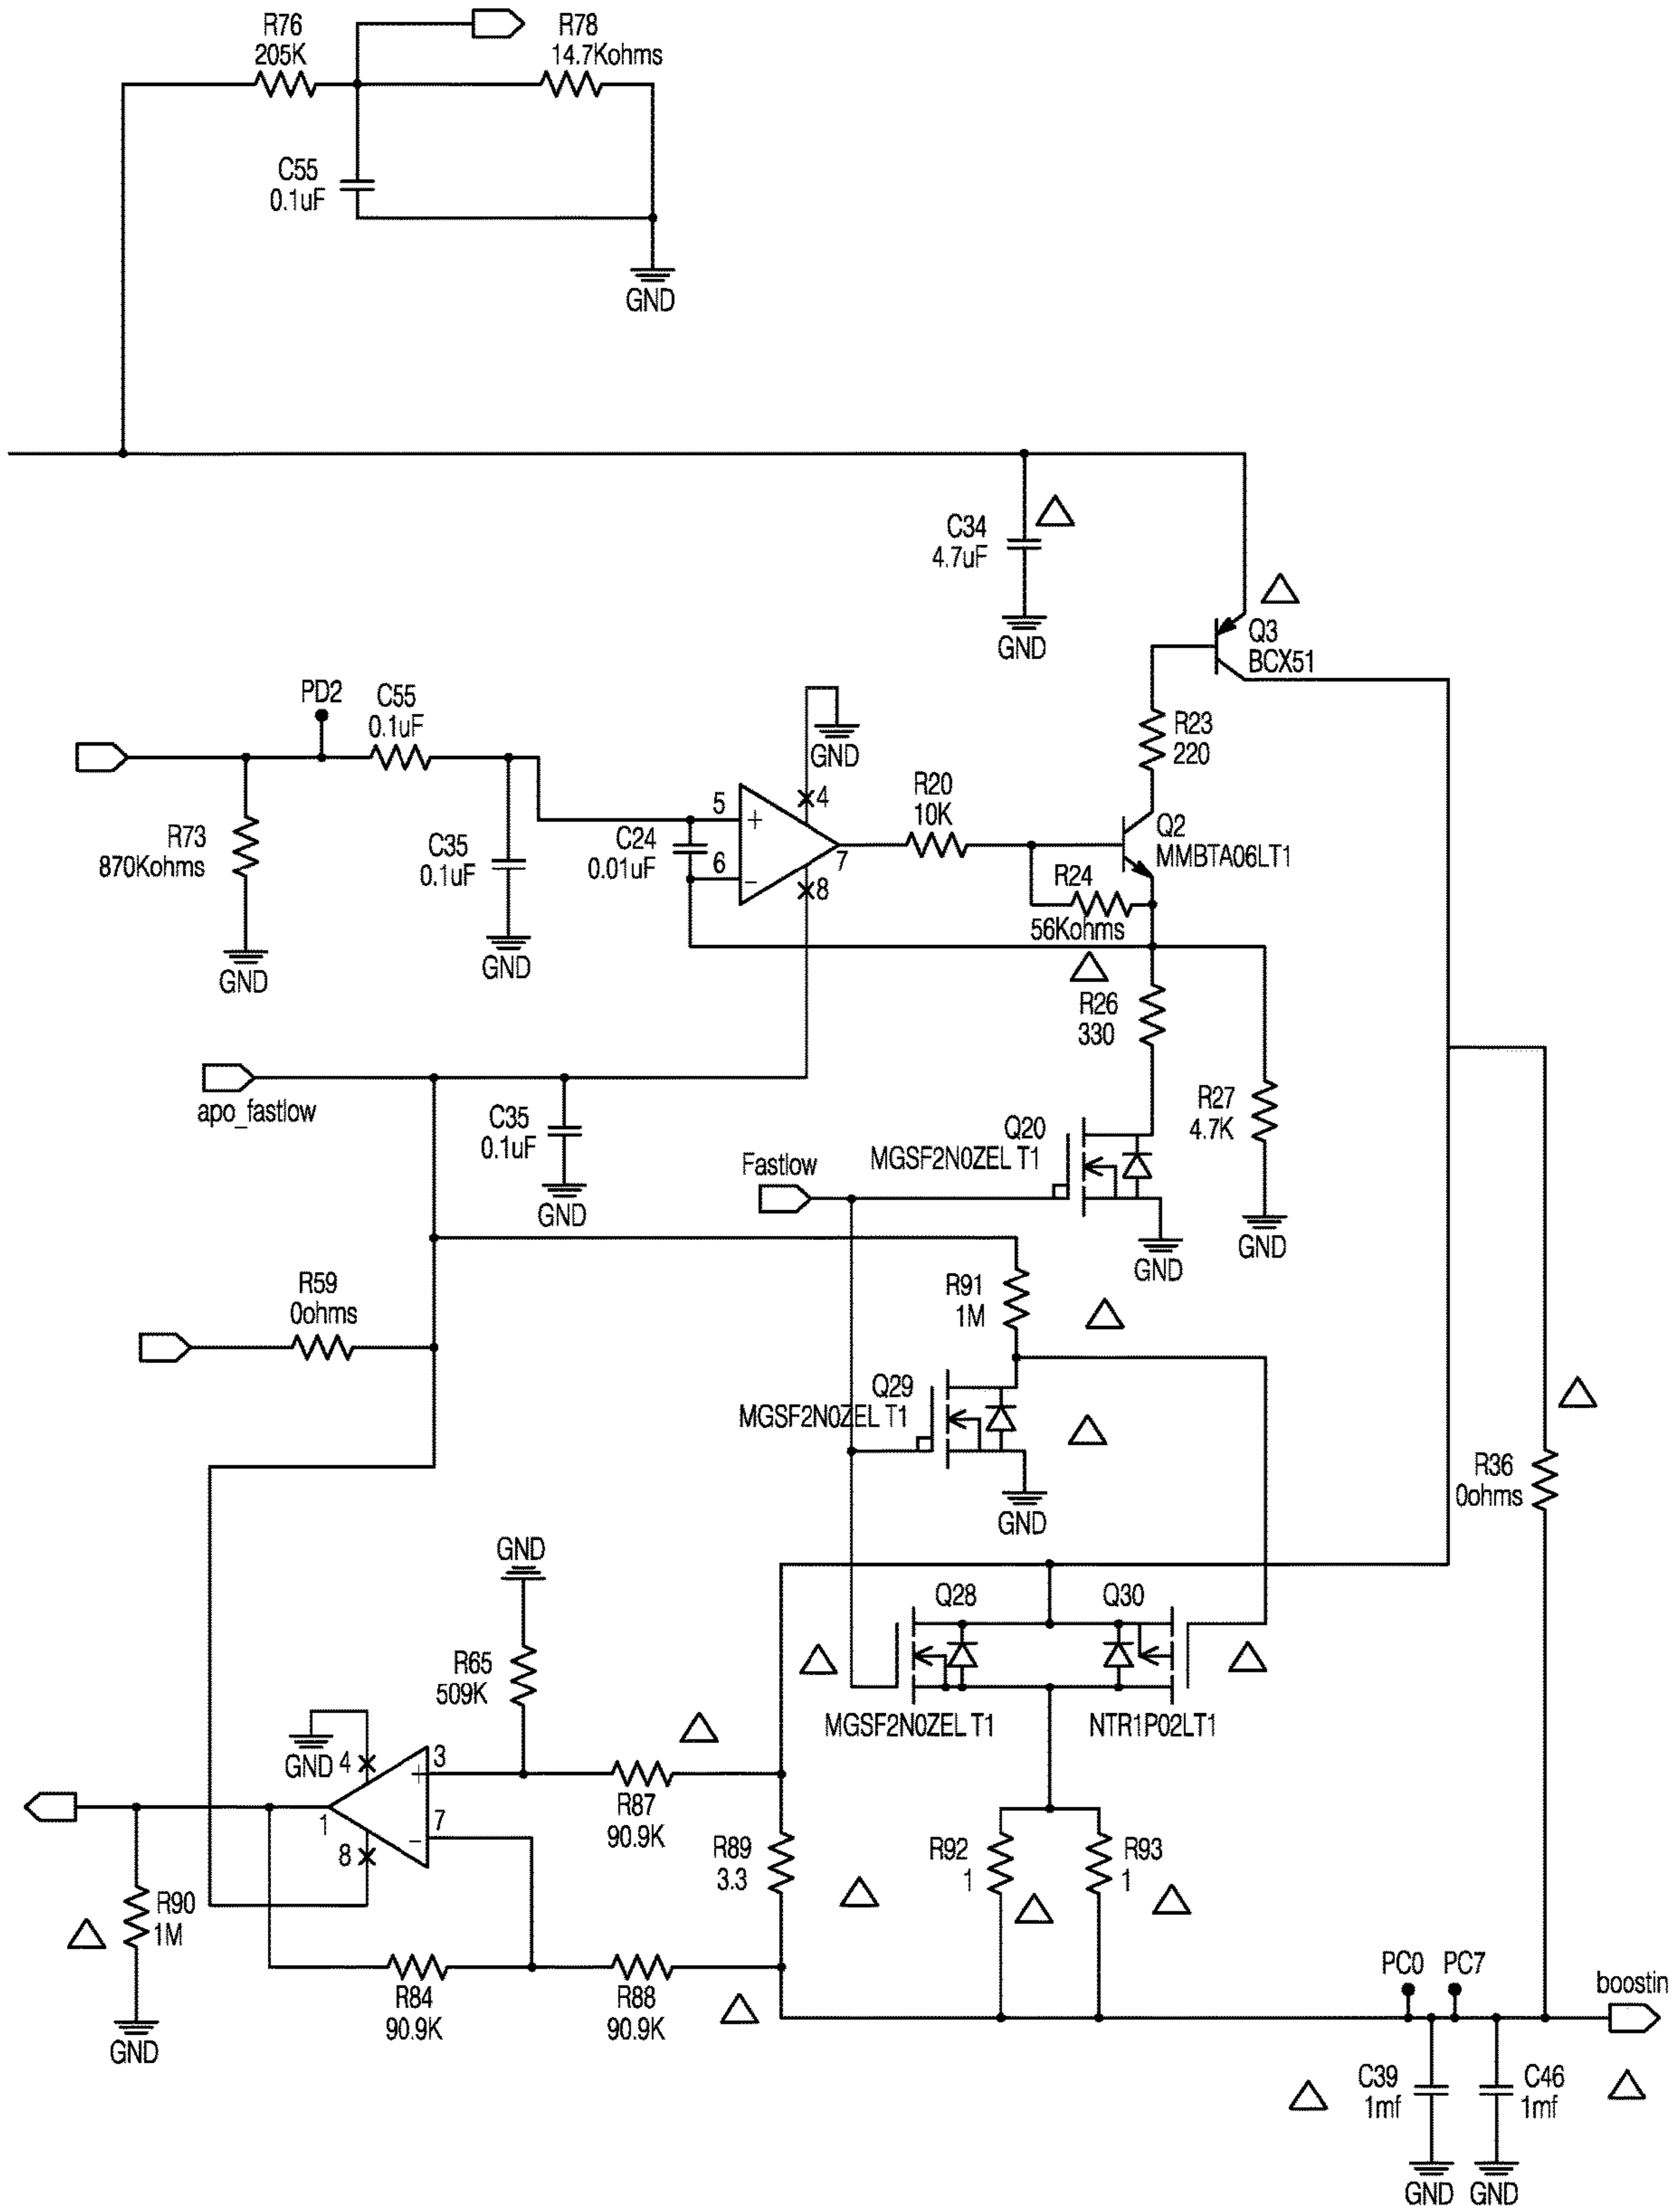 R76
205K
R78
14.7Kohms
C55
0.1uF
GND
C34
4.7uF
GND
Q3
BCX51
PD2
C55
0.1uF
R23
220
GND
R73
870Kohms
C35
0.1uF
C24
0.01uF
5
+
6
–
4
7
8
R20
10K
Q2
MMBTA06LT1
R24
56Kohms
GND
GND
R26
330
apo_fastlow
C35
0.1uF
GND
R27
4.7K
Q20
MGSF2N0ZEL T1
Fastlow
GND
GND
R91
1M
R59
0ohms
Q29
MGSF2N0ZEL T1
GND
R36
0ohms
GND
Q28
Q30
R65
509K
MGSF2N0ZEL T1
NTR1P02LT1
GND
4
3
+
1
7
–
8
R87
90.9K
R89
3.3
R92
1
R93
1
R90
1M
R84
90.9K
R88
90.9K
GND
PC0
PC7
boostin
C39
1mf
C46
1mf
GND
GND